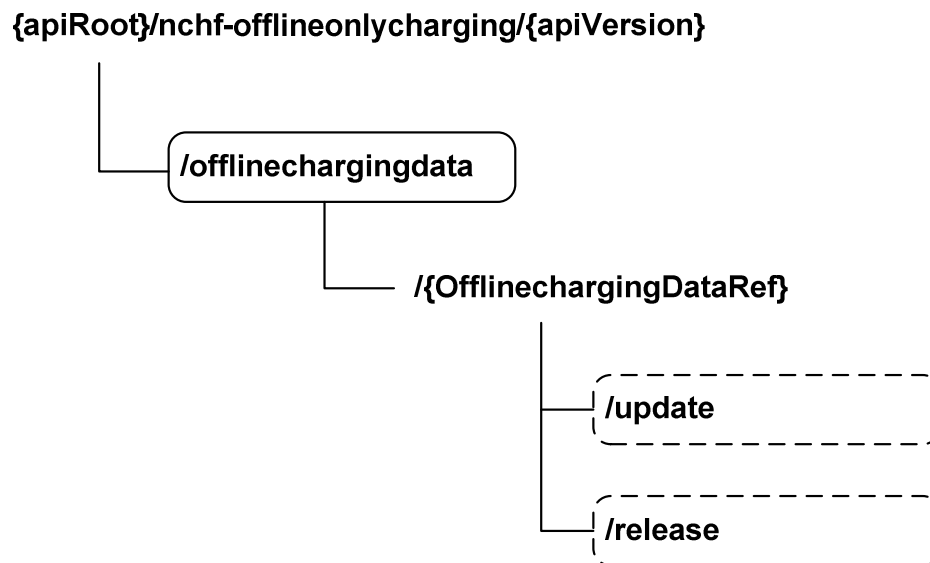 {apiRoot}/nchf-offlineonlycharging/{apiVersion}
/offlinechargingdata
/{OfflinechargingDataRef}
/update
/release